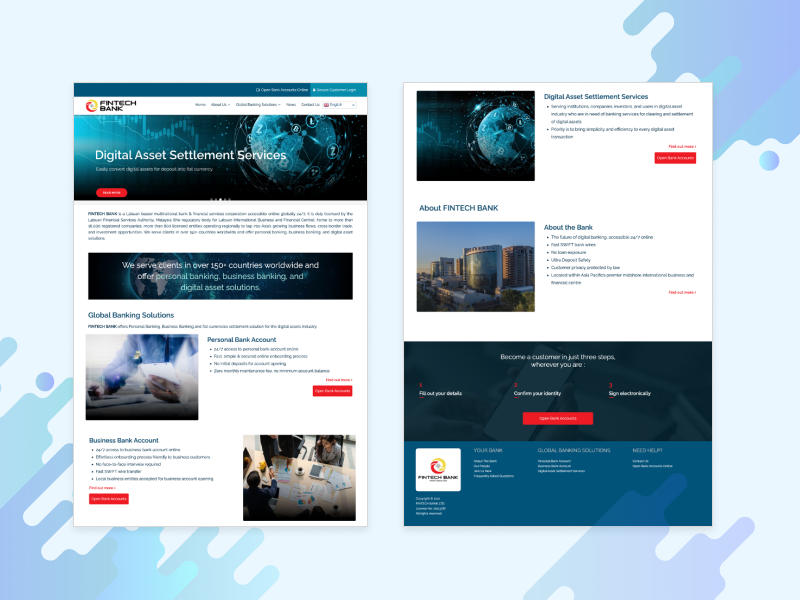 Open Bank Accounts Online
Secure Customer Login
FINTECH
BANK
Home
About Us
Global Banking Solutions
News
Contact Us
English
Digital Asset Settlement Services
Easily convert digital assets for deposit into fiat currency.
READ MORE
FINTECH BANK is a Labuan based multinational bank & financial services corporation accessible online globally 24/7. It is duly licensed by the
Labuan Financial Services Authority, Malaysia (the regulatory body for Labuan International Business and Financial Centre), home to more than
registered companies, more than 800 licensed entities operating regionally to tap into Asia's growing business flows, cross border trade,
and investment opportunities. We serve clients in over 150+ countries worldwide and offer personal banking, business banking, and digital asset
solutions.
We serve clients in over 150+ countries worldwide and
offer personal banking, business banking, and
digital asset solutions.
Global Banking Solutions
FINTECH BANK offers Personal Banking, Business Banking and fiat currencies settlement solution for the digital assets industry.
Personal Bank Account
24/7 access to personal bank account online
Fast, simple & secured online onboarding process
No initial deposits for account opening
Zero monthly maintenance fee, no minimum account balance
Find out more
Open Bank Accounts
Business Bank Account
24/7 access to business bank account online
Effortless onboarding process friendly to business customers
No face-to-face interview required
Fast SWIFT wire transfer
Local business entities accepted for business account opening
Find out more
Open Bank Accounts
Digital Asset Settlement Services
Serving institutions, companies, investors, and users in digital asset
industry who are in need of banking services for clearing and settlement
of digital assets
Priority is to bring simplicity and efficiency to every digital asset
transaction
Find out more
Open Bank Accounts
About FINTECH BANK
About the Bank
The future of digital banking, accessible 24/7 online
Fast SWIFT bank wires
No loan exposure
Ultra Deposit Safety
Customer privacy protected by law
Located within Asia Pacific's premier midshore international business and
financial centre
Find out more
Become a customer in just three steps,
wherever you are :
1
2
3
Fill out your details
Confirm your identity
Sign electronically
Open Bank Accounts
FINTECH BANK
YOUR BANK
About The Bank
Our People
Join Us Now
Frequently Asked Questions
GLOBAL BANKING SOLUTIONS
Personal Bank Account
Business Bank Account
Digital Asset Settlement Services
NEED HELP?
Contact Us
Open Bank Accounts Online
FINTECH BANK LTD.
All rights reserved.